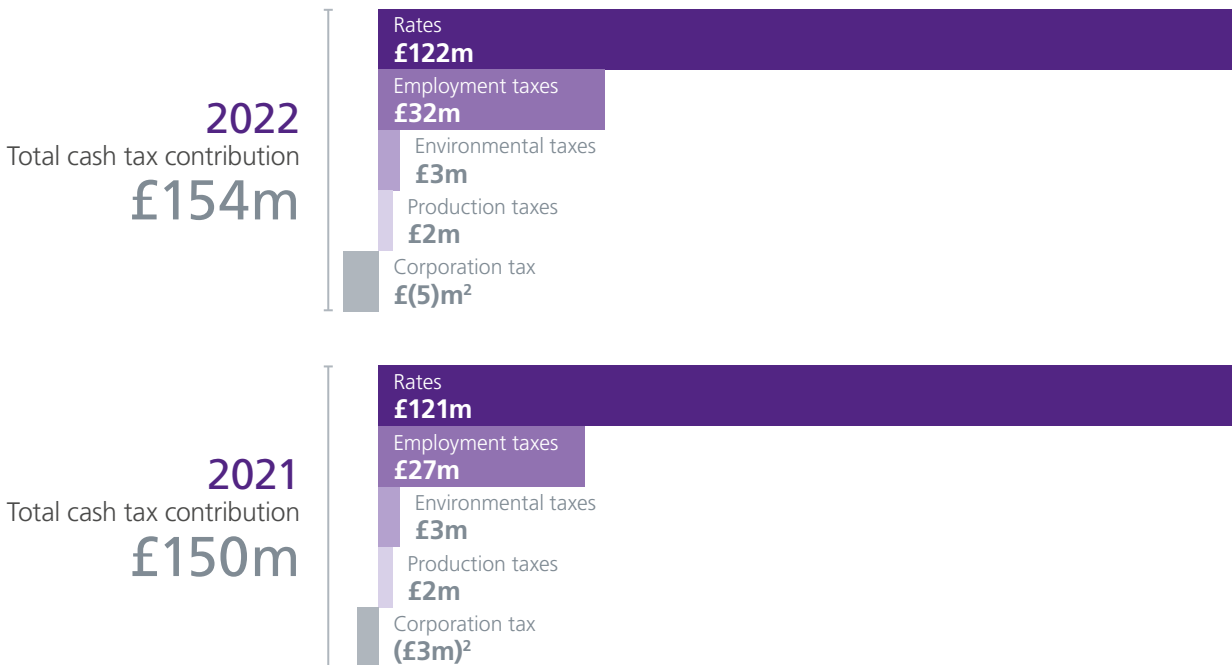 2022
Total cash tax contribution
£154m
Rates
£122m
Employment taxes
£32m
Environmental taxes
£3m
Production taxes
£2m
Corporation tax
£(5)m²
2021
Total cash tax contribution
£150m
Rates
£121m
Employment taxes
£27m
Environmental taxes
£3m
Production taxes
£2m
Corporation tax
(£3m)²